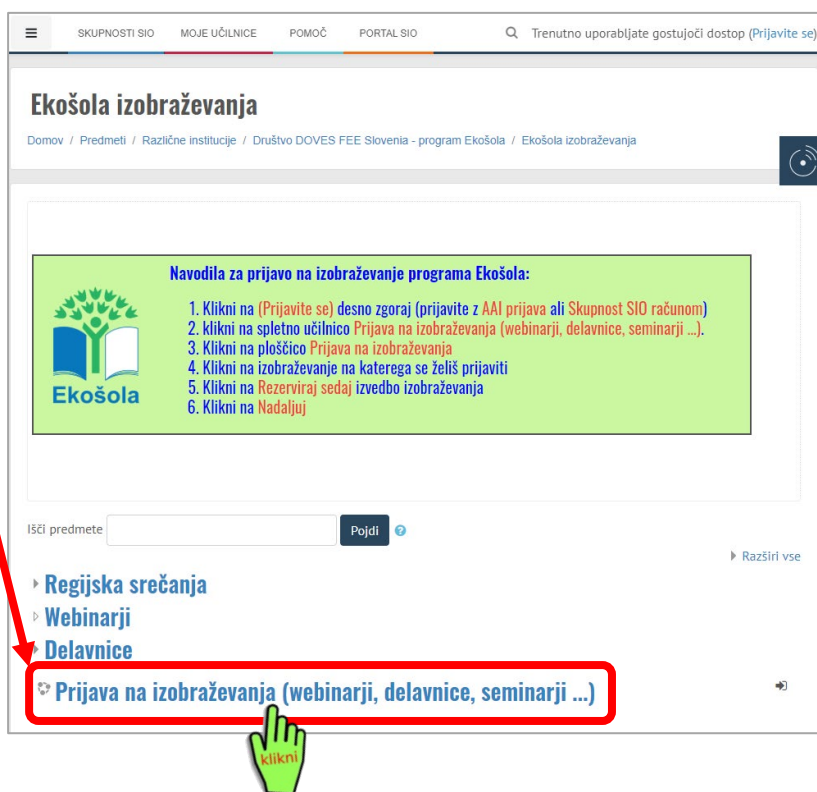 SKUPNOSTI SIO MOJE UČILNICE POMOČ PORTAL SIO Trenutno uporabljate gostujoči dostop (Prijavite se)
Ekošola izobraževanja
Domov / Predmeti / Različne institucije / Društvo DOVES FEE Slovenia - program Ekošola / Ekošola izobraževanja
Navodila za prijavo na izobraževanje programa Ekošola:
1. Klikni na (Prijavite se) desno zgoraj (prijavite z AAI prijava ali Skupnost SIO računom)
2. klikni na spletno učilnico Prijava na izobraževanja (webinarji, delavnice, seminarji ...).
3. Klikni na ploščico Prijava na izobraževanja
4. Klikni na izobraževanje na katerega se želiš prijaviti
5. Klikni na Rezerviraj sedaj izvedbo izobraževanja
6. Klikni na Nadaljuj
Ekošola
Išči predmete Pojdi
Razširi vse
Regijska srečanja
Webinarji
Delavnice
Prijava na izobraževanja (webinarji, delavnice, seminarji ...)
klikni